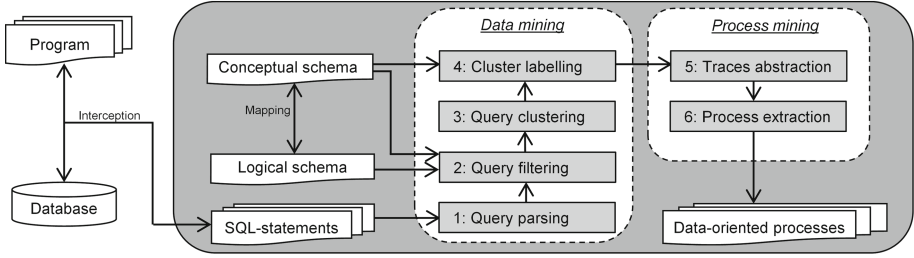 Program
Interception
Database
Conceptual schema
Mapping
Logical schema
SQL-statements
Data mining
4: Cluster labelling
3: Query clustering
2: Query filtering
1: Query parsing
Process mining
5: Traces abstraction
6: Process extraction
Data-oriented processes